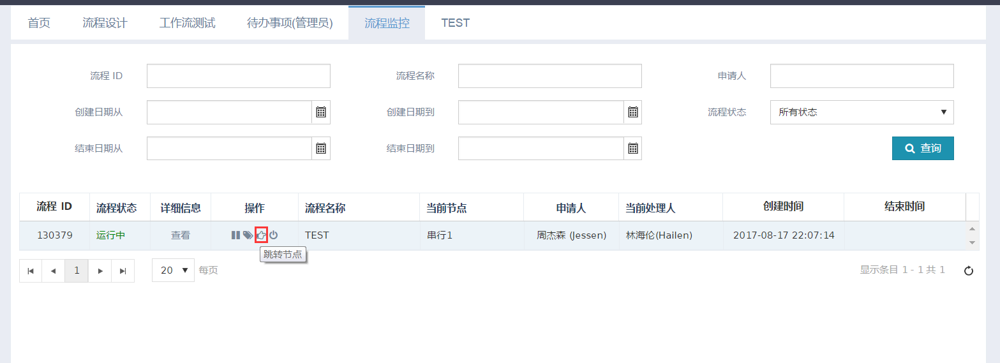 首页 流程设计 工作流测试 待办事项(管理员) 流程监控 TEST
流程 ID 流程名称 申请人
创建日期从 创建日期到 流程状态 所有状态
结束日期从 结束日期到 查询
流程 ID 流程状态 详细信息 操作 流程名称 当前节点 申请人 当前处理人 创建时间 结束时间
130379 运行中 查看 TEST 串行1 周杰森 (Jessen) 林海伦(Hailen) 2017-08-17 22:07:14
跳转节点
1 20 每页 显示条目 1 - 1 共 1